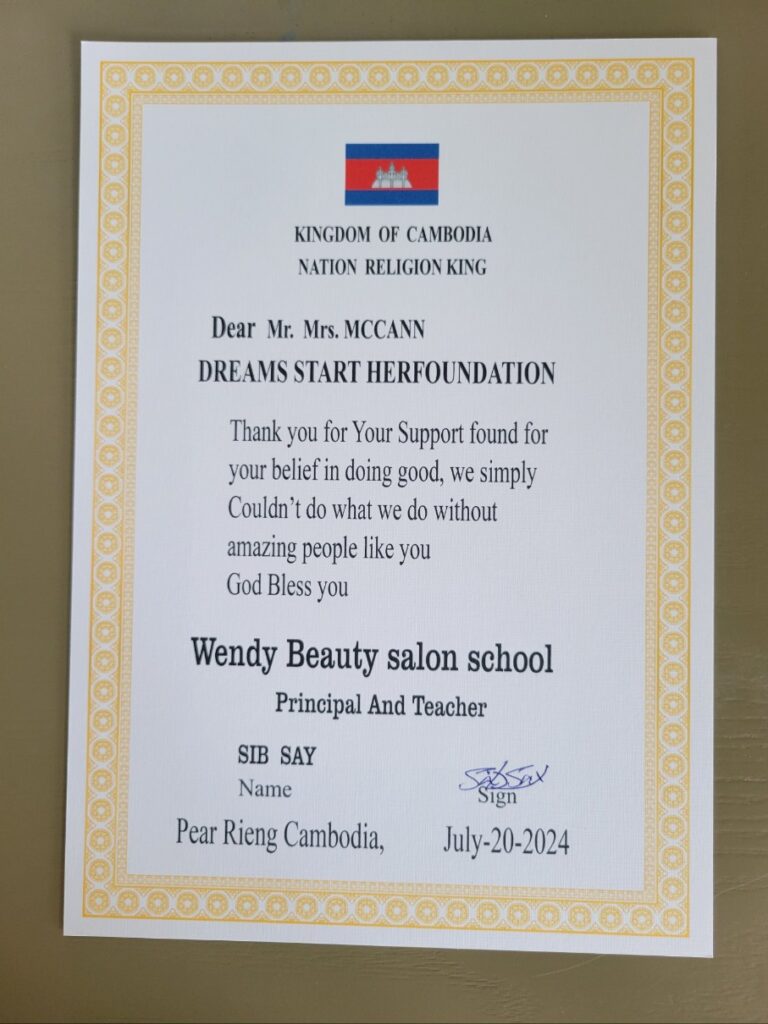 KINGDOM OF CAMBODIA
NATION RELIGION KING
Dear Mr. Mrs. MCCANN
DREAMS START HERFOUNDATION
Thank you for Your Support found for
your belief in doing good, we simply
Couldn't do what we do without
amazing people like you
God Bless you
Wendy Beauty salon school
Principal And Teacher
SIB SAY
Name
SibSay
Sign
Pear Rieng Cambodia,
July-20-2024